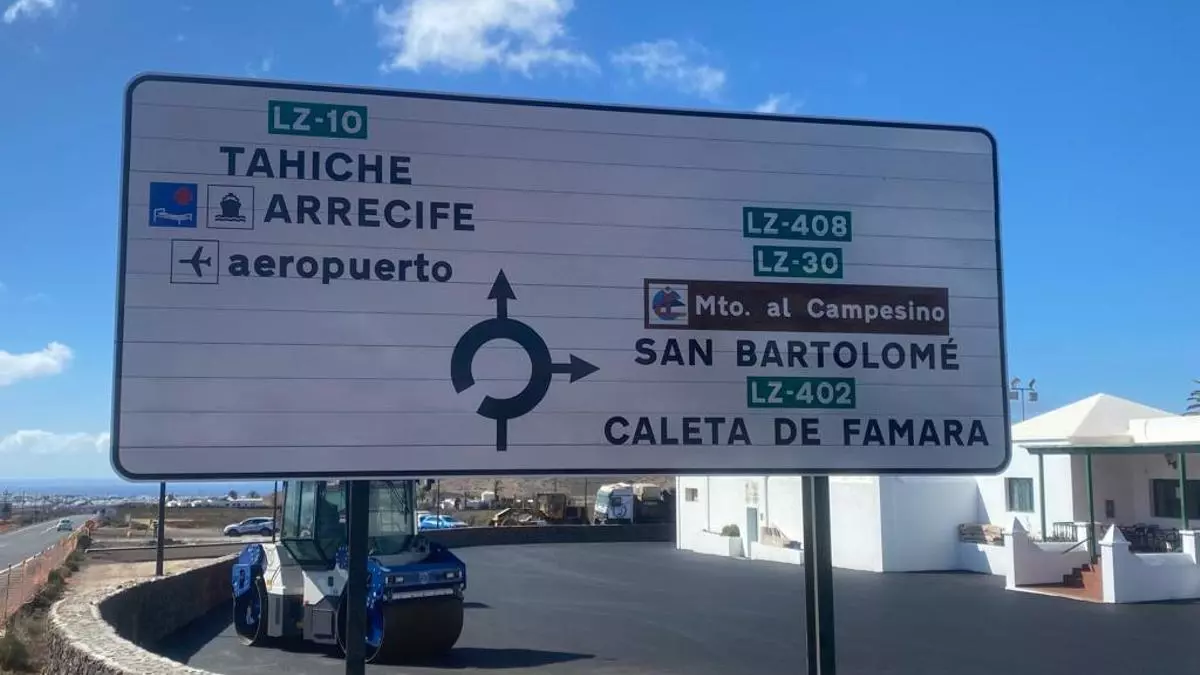 LZ-10
TAHICHE
ARRECIFE
aeropuerto
LZ-408
LZ-30
Mto. al Campesino
SAN BARTOLOMÉ
LZ-402
CALETA DE FAMARA